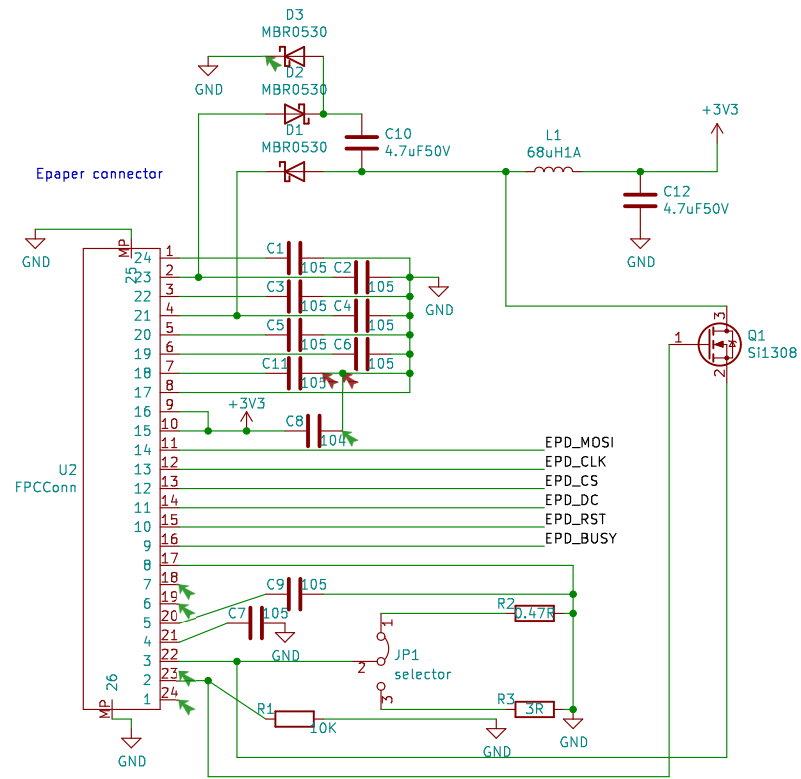 D3
MBR0530
GND
D2
MBR0530
D1
MBR0530
C10
4.7uF50V
+3V3
L1
68uH1A
C12
4.7uF50V
GND
Epaper connector
GND
MP
25
24 1
23 2
22 3
21 4
20 5
19 6
18 7
17 8
16 9
15 10
14 11
13 12
12 13
11 14
10 15
9 16
8 17
7 18
6 19
5 20
4 21
3 22
2 23
1 24
C1
105
C2
105
C3
105
C4
105
C5
105
C6
105
C11
105
GND
+3V3
C8
104
3
1
2
Q1
Si1308
EPD_MOSI
EPD_CLK
EPD_CS
EPD_DC
EPD_RST
EPD_BUSY
U2
FPCConn
C9
105
C7
105
GND
R2
0.47R
1
2
3
JP1
selector
R3
3R
GND
R1
10K
GND
26
MP
GND